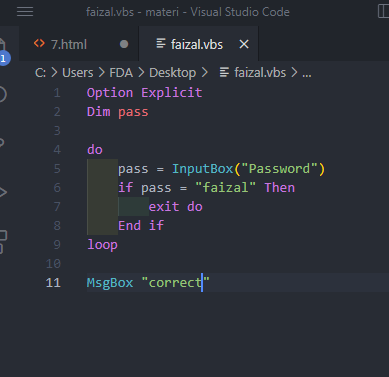 faizal.vbs - materi - Visual Studio Code
7.html faizal.vbs
C: > Users > FDA > Desktop > faizal.vbs > ...
1 Option Explicit
2 Dim pass
3
4 do
5 pass = InputBox("Password")
6 if pass = "faizal" Then
7 exit do
8 End if
9 loop
10
11 MsgBox "correct"
1